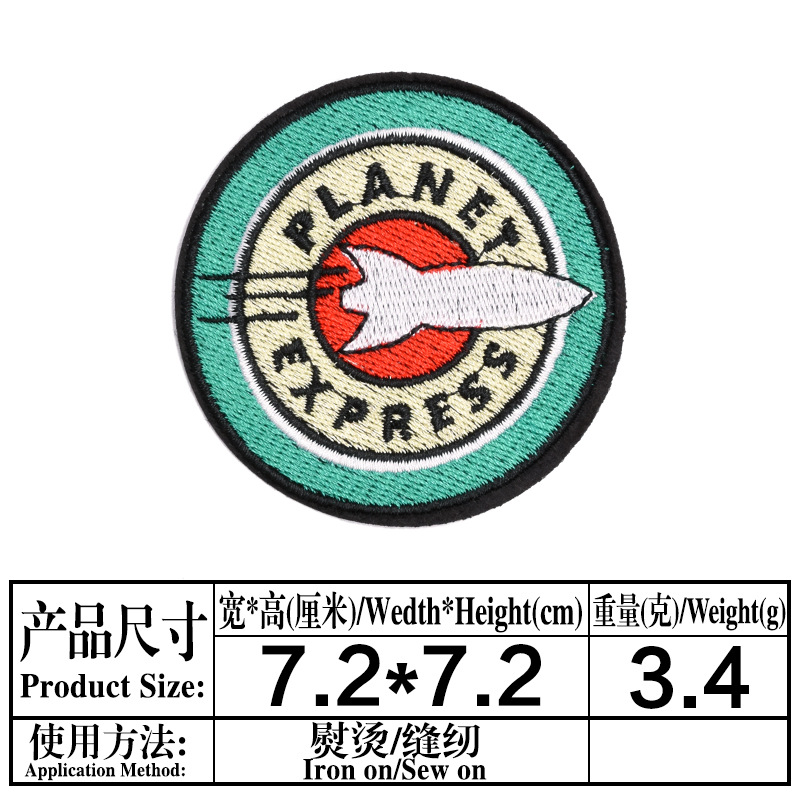 PLANET
EXPRESS
产品尺寸
Product Size:
宽*高(厘米)/Wedth*Height(cm)
重量(克)/Weight(g)
7.2*7.2
3.4
使用方法:
Application Method:
熨烫/缝纫
Iron on/Sew on